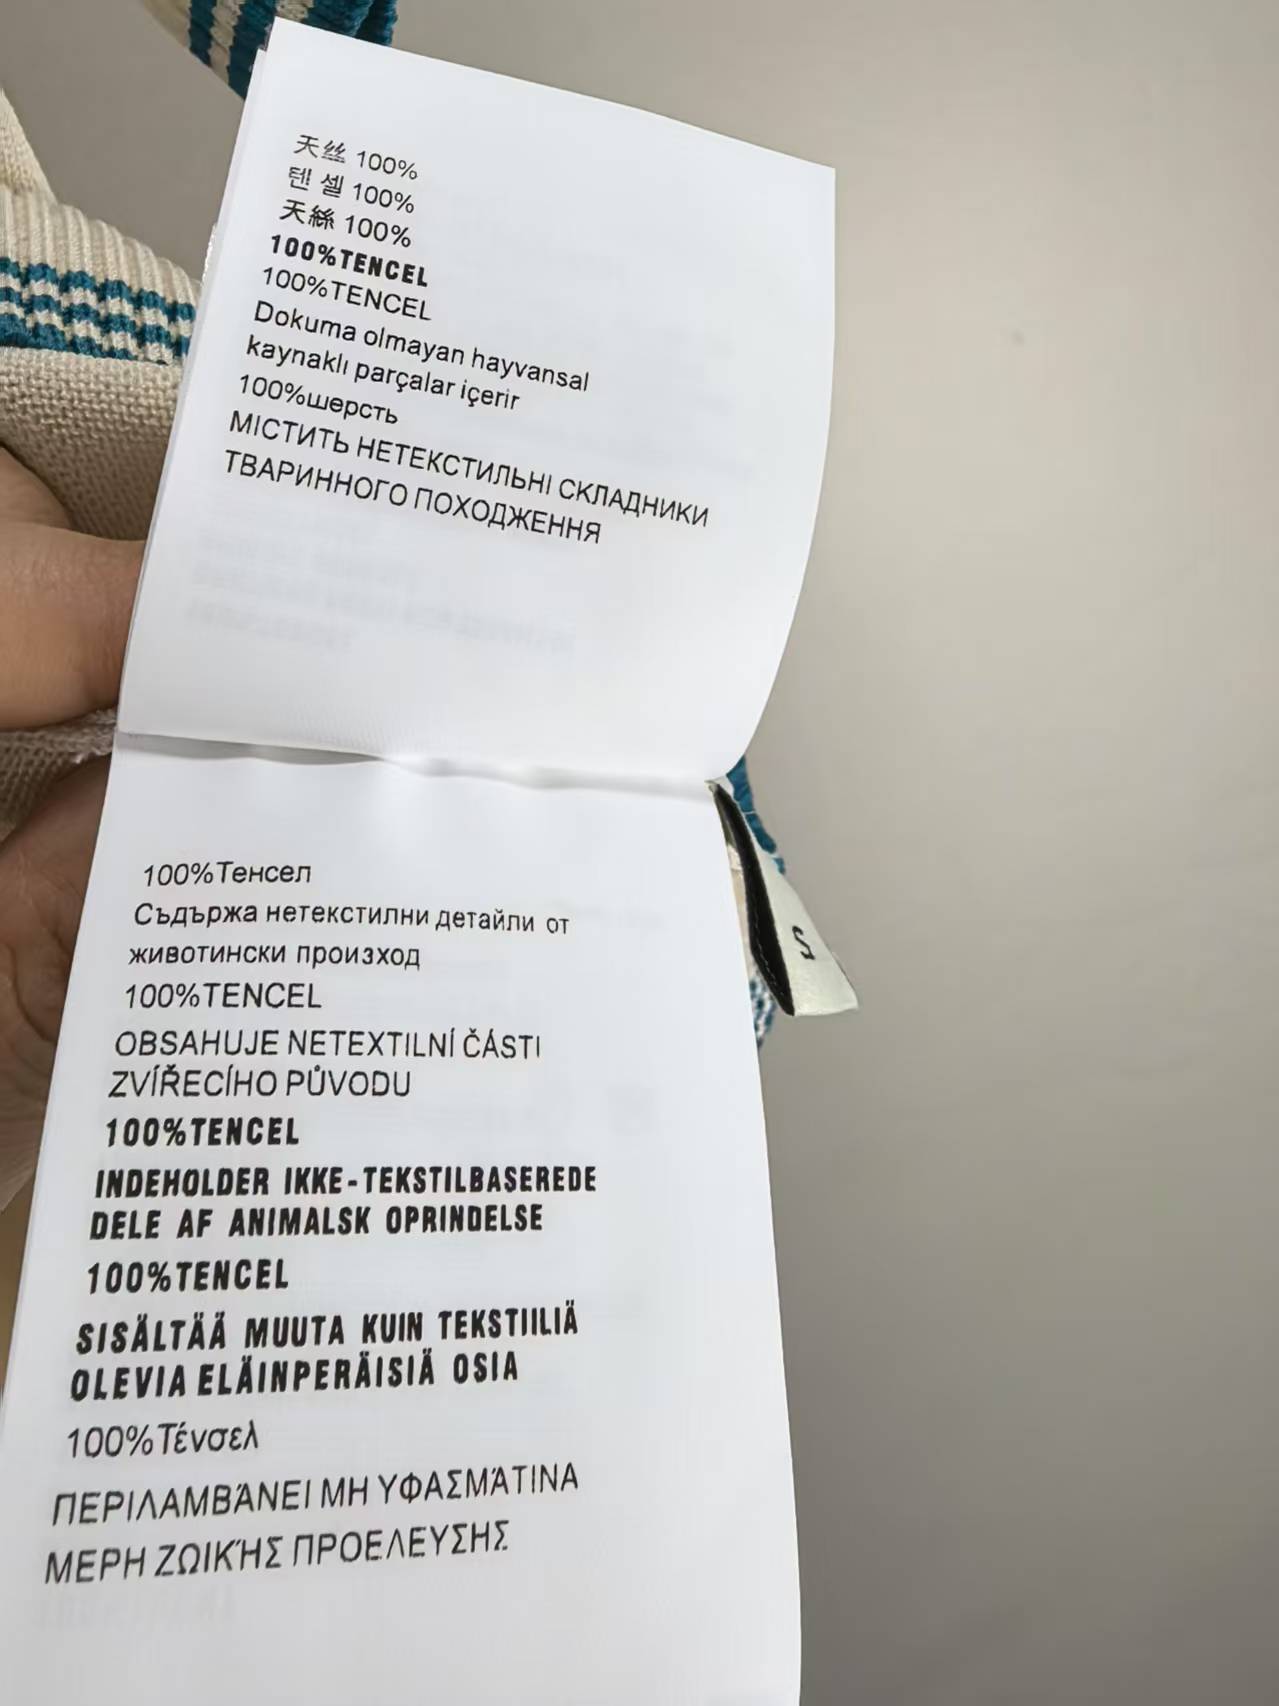 天丝 100%
텐 셀 100%
天絲 100%
100%TENCEL
100%TENCEL
Dokuma olmayan hayvansal
kaynaklı parçalar içerir
100%шерсть
МІСТИТЬ НЕТЕКСТИЛЬНІ СКЛАДНИКИ
ТВАРИННОГО ПОХОДЖЕННЯ
100%Тенсел
Съдържа нетекстилни детайли от
животински произход
100%TENCEL
OBSAHUJE NETEXTILNÍ ČÁSTI
ZVÍŘECÍHO PŮVODU
100%TENCEL
INDEHOLDER IKKE-TEKSTILBASEREDE
DELE AF ANIMALSK OPRINDELSE
100%TENCEL
SISÄLTÄÄ MUUTA KUIN TEKSTIILIÄ
OLEVIA ELÄINPERÄISIÄ OSIA
100%Τένσελ
ΠΕΡΙΛΑΜΒΆΝΕΙ ΜΗ ΥΦΑΣΜΆΤΙΝΑ
ΜΕΡΗ ΖΩΙΚΉΣ ΠΡΟΕΛΕΥΣΗΣ
S